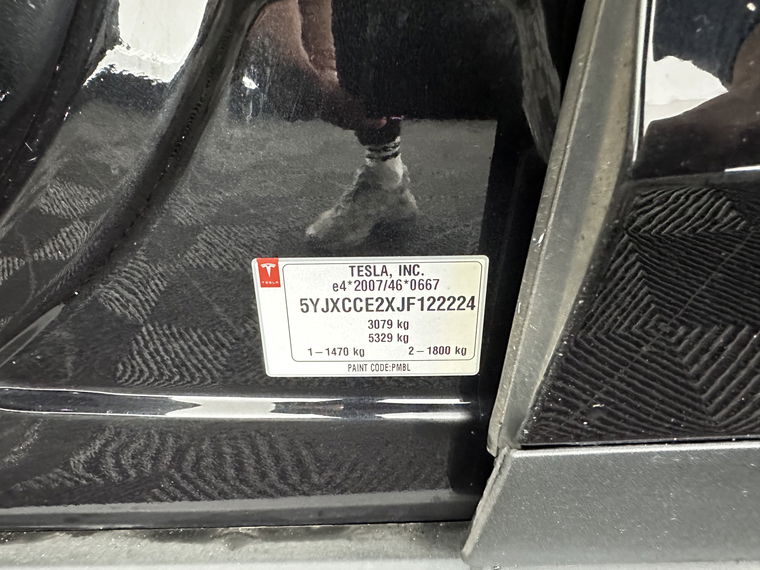 TESLA
TESLA, INC.
e4*2007/46*0667
5YJXCCE2XJF122224
3079 kg
5329 kg
1–1470 kg 2–1800 kg
PAINT CODE:PMBL